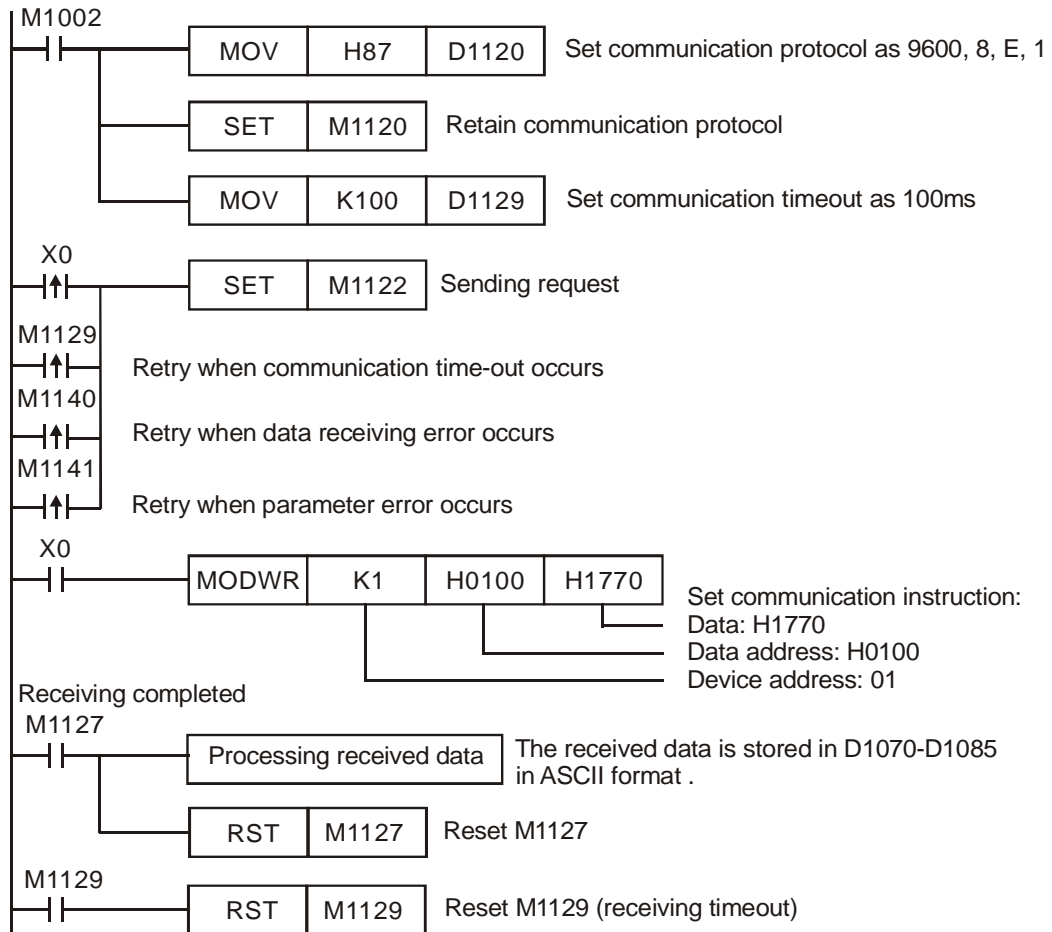 M1002
MOV H87 D1120 Set communication protocol as 9600, 8, E, 1
SET M1120 Retain communication protocol
MOV K100 D1129 Set communication timeout as 100ms
X0
SET M1122 Sending request
M1129
Retry when communication time-out occurs
M1140
Retry when data receiving error occurs
M1141
Retry when parameter error occurs
X0
MODWR K1 H0100 H1770
Set communication instruction:
Data: H1770
Data address: H0100
Device address: 01
Receiving completed
M1127
Processing received data
The received data is stored in D1070-D1085
in ASCII format .
RST M1127 Reset M1127
M1129
RST M1129 Reset M1129 (receiving timeout)